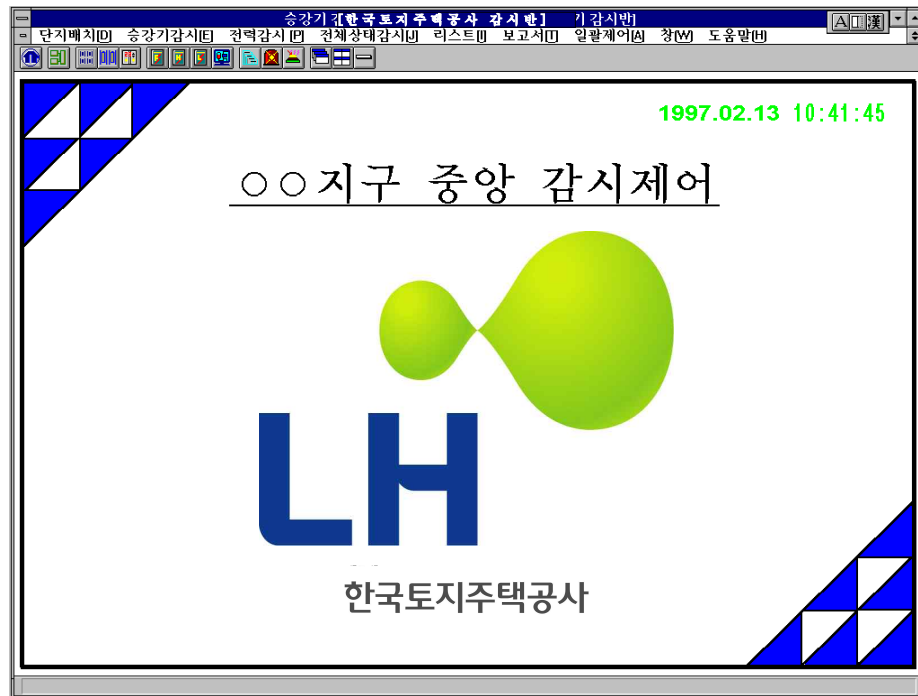 승강기 [한국토지주택공사 감시반] 기 감시반]
A 漢
단지배치[D] 승강기감시[E] 전력감시[P] 전체상태감시[J] 리스트[I] 보고서[T] 일괄제어[A] 창[W] 도움말[H]
1997.02.13 10:41:45
○○지구 중앙 감시제어
LH
한국토지주택공사